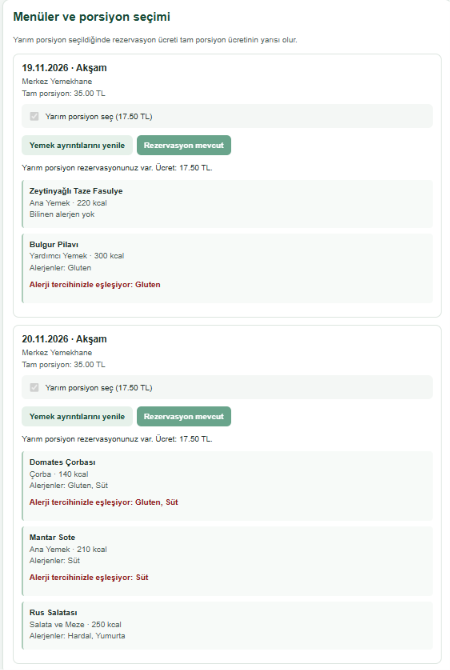 Menüler ve porsiyon seçimi
Yarım porsiyon seçildiğinde rezervasyon ücreti tam porsiyon ücretinin yarısı olur.
19.11.2026 · Akşam
Merkez Yemekhane
Tam porsiyon: 35.00 TL
Yarım porsiyon seç (17.50 TL)
Yemek ayrıntılarını yenile Rezervasyon mevcut
Yarım porsiyon rezervasyonunuz var. Ücret: 17.50 TL.
Zeytinyağlı Taze Fasulye
Ana Yemek · 220 kcal
Bilinen alerjen yok
Bulgur Pilavı
Yardımcı Yemek · 300 kcal
Alerjenler: Gluten
Alerji tercihinizle eşleşiyor: Gluten
20.11.2026 · Akşam
Merkez Yemekhane
Tam porsiyon: 35.00 TL
Yarım porsiyon seç (17.50 TL)
Yemek ayrıntılarını yenile Rezervasyon mevcut
Yarım porsiyon rezervasyonunuz var. Ücret: 17.50 TL.
Domates Çorbası
Çorba · 140 kcal
Alerjenler: Gluten, Süt
Alerji tercihinizle eşleşiyor: Gluten, Süt
Mantar Sote
Ana Yemek · 210 kcal
Alerjenler: Süt
Alerji tercihinizle eşleşiyor: Süt
Rus Salatası
Salata ve Meze · 250 kcal
Alerjenler: Hardal, Yumurta